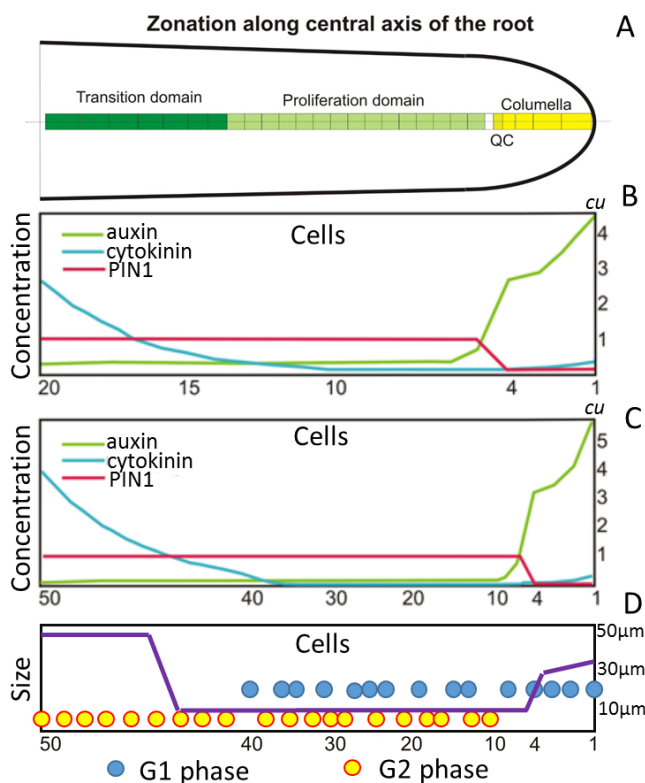 Zonation along central axis of the root
A
Transition domain
Proliferation domain
Columella
QC
B
cu
Concentration
auxin
cytokinin
PIN1
Cells
4
3
2
1
20 15 10 4 1
C
cu
Concentration
auxin
cytokinin
PIN1
Cells
5
4
3
2
1
50 40 30 20 10 4 1
D
Size
Cells
50µm
30µm
10µm
50 40 30 20 10 4 1
G1 phase G2 phase